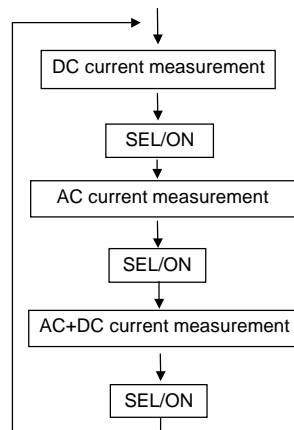 DC current measurement
SEL/ON
AC current measurement
SEL/ON
AC+DC current measurement
SEL/ON